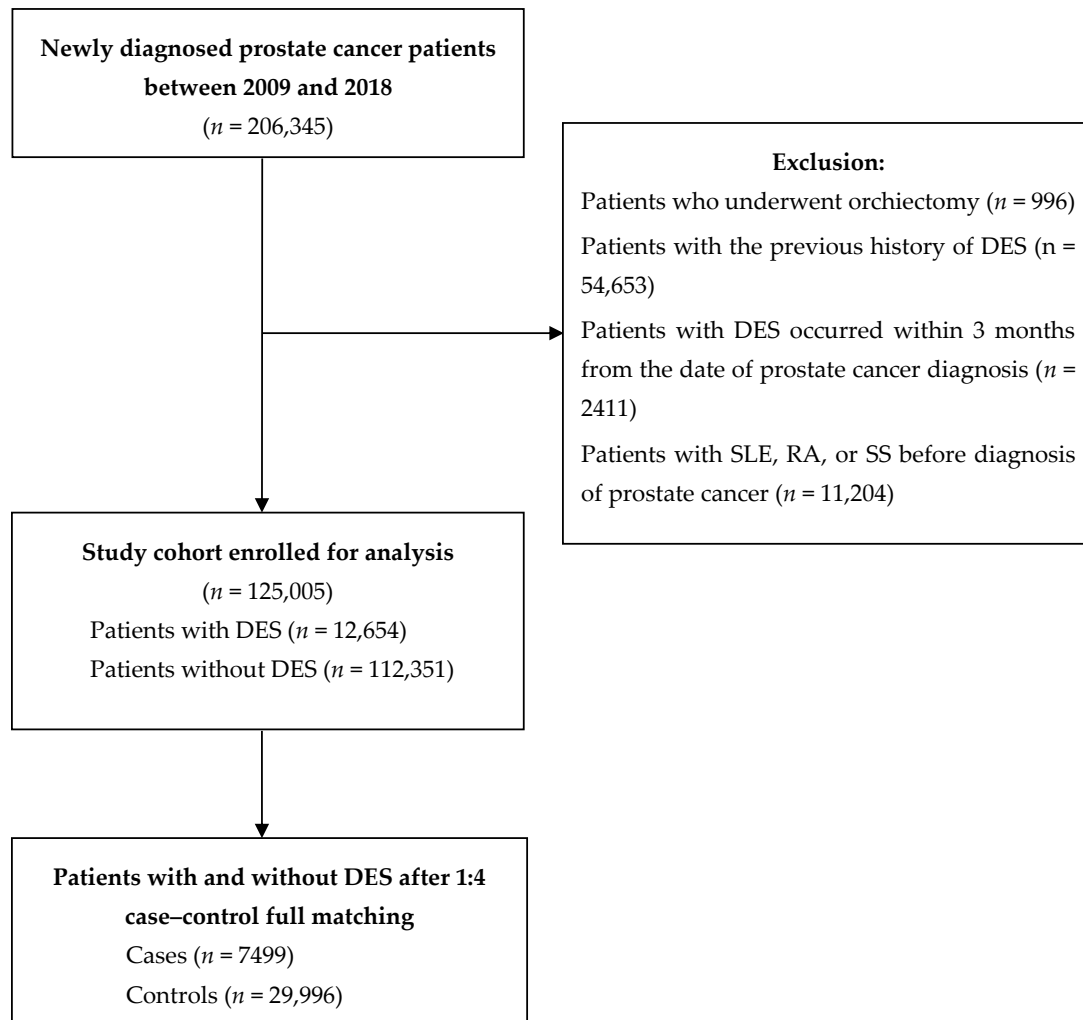 Newly diagnosed prostate cancer patients
between 2009 and 2018
(n = 206,345)
Exclusion:
Patients who underwent orchiectomy (n = 996)
Patients with the previous history of DES (n =
54,653)
Patients with DES occurred within 3 months
from the date of prostate cancer diagnosis (n =
2411)
Patients with SLE, RA, or SS before diagnosis
of prostate cancer (n = 11,204)
Study cohort enrolled for analysis
(n = 125,005)
Patients with DES (n = 12,654)
Patients without DES (n = 112,351)
Patients with and without DES after 1:4
case–control full matching
Cases (n = 7499)
Controls (n = 29,996)